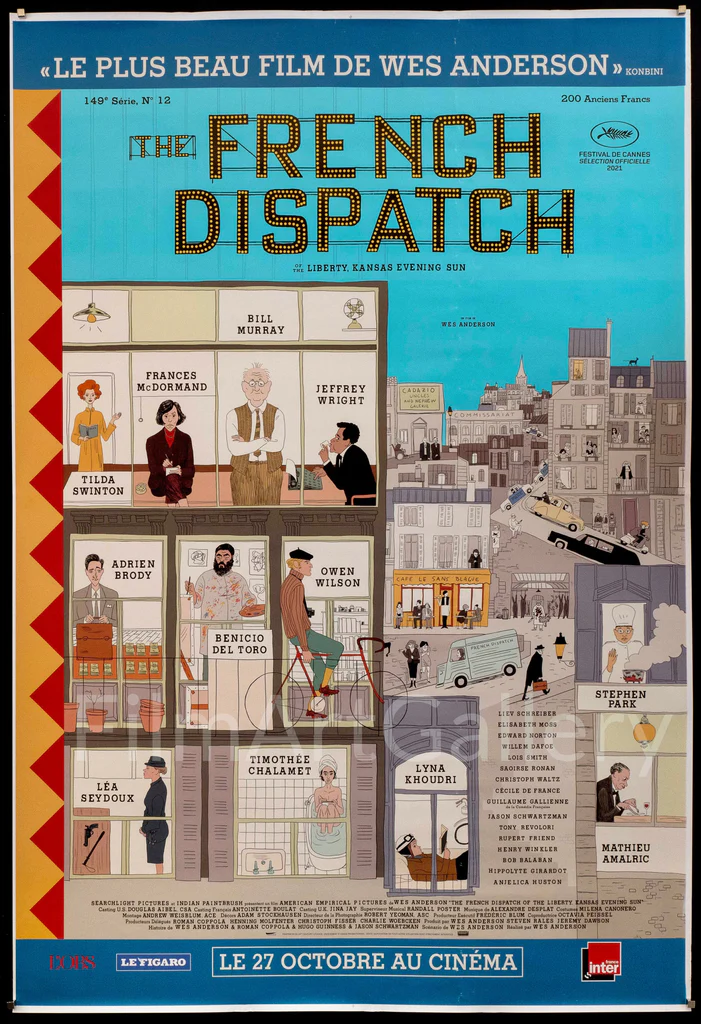 «LE PLUS BEAU FILM DE WES ANDERSON» KONBINI
149e Série, No 12
200 Anciens Francs
THE FRENCH
DISPATCH
OF THE LIBERTY, KANSAS EVENING SUN
FESTIVAL DE CANNES
SÉLECTION OFFICIELLE
2021
WES ANDERSON
BILL
MURRAY
FRANCES
McDORMAND
JEFFREY
WRIGHT
TILDA
SWINTON
COMMISSARIAT
ADRIEN
BRODY
OWEN
WILSON
BENICIO
DEL TORO
CAFE LE SANS BLAGUE
FRENCH DISPATCH
STEPHEN
PARK
LÉA
SEYDOUX
TIMOTHÉE
CHALAMET
LYNA
KHOUDRI
LIEV SCHREIBER
ELISABETH MOSS
EDWARD NORTON
WILLEM DAFOE
LOIS SMITH
SAOIRSE RONAN
CHRISTOPH WALTZ
CÉCILE DE FRANCE
GUILLAUME GALLIENNE
de la Comédie Française
JASON SCHWARTZMAN
TONY REVOLORI
RUPERT FRIEND
HENRY WINKLER
BOB BALABAN
HIPPOLYTE GIRARDOT
ANJELICA HUSTON
MATHIEU
AMALRIC
FilmArtGallery
SEARCHLIGHT PICTURES et INDIAN PAINTBRUSH présentent un film AMERICAN EMPIRICAL PICTURES de WES ANDERSON "THE FRENCH DISPATCH OF THE LIBERTY KANSAS EVENING SUN"
Casting U.S. DOUGLAS AIBEL, CSA Casting Français ANTOINETTE BOULAT Casting U.K. JINA JAY Superviseur Musical RANDALL POSTER Musique de ALEXANDRE DESPLAT Costumes MILENA CANONERO
Montage ANDREW WEISBLUM, ACE Décors ADAM STOCKHAUSEN Directeur de la Photographie ROBERT YEOMAN, ASC Producteur Exécutif FRÉDÉRIC BLUM Coproductrice OCTAVIA PEISSEL
Producteurs Délégués ROMAN COPPOLA HENNING MOLFENTER CHRISTOPH FISSER CHARLIE WOEBCKEN Produit par WES ANDERSON STEVEN RALES JEREMY DAWSON
Histoire de WES ANDERSON & ROMAN COPPOLA & HUGO GUINNESS & JASON SCHWARTZMAN Scénario de WES ANDERSON Réalisé par WES ANDERSON
L'OBS
LE FIGARO
LE 27 OCTOBRE AU CINÉMA
france
inter